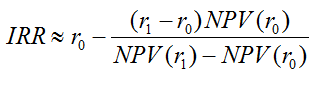 IRR ≈ r₀ − (r₁ − r₀)NPV(r₀) / NPV(r₁) − NPV(r₀)